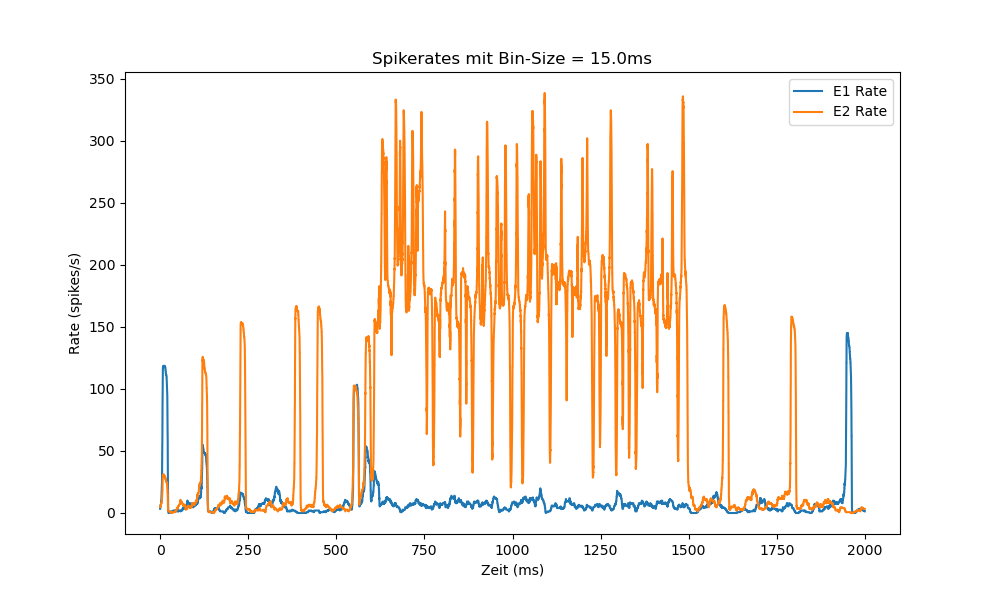 Spikerates mit Bin-Size = 15.0ms
E1 Rate
E2 Rate
350
300
250
200
150
100
50
0
Rate (spikes/s)
0 250 500 750 1000 1250 1500 1750 2000
Zeit (ms)